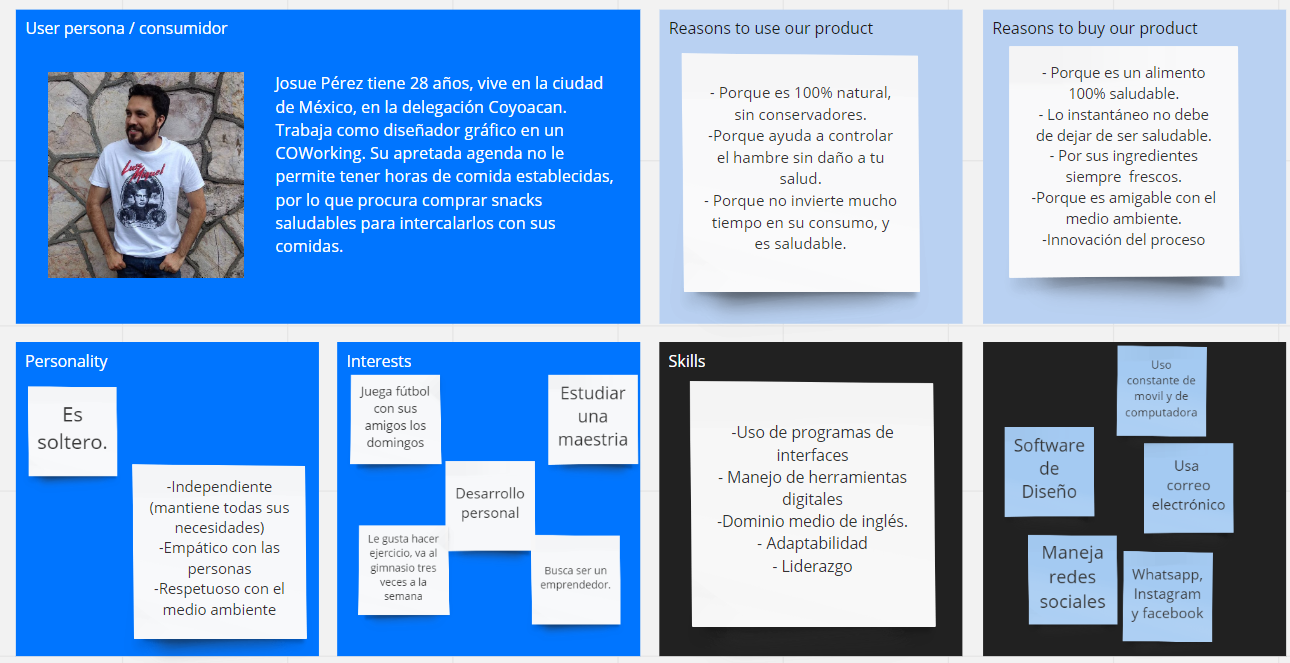 User persona / consumidor
Josue Pérez tiene 28 años, vive en la ciudad
de México, en la delegación Coyoacan.
Trabaja como diseñador gráfico en un
COWorking. Su apretada agenda no le
permite tener horas de comida establecidas,
por lo que procura comprar snacks
saludables para intercalarlos con sus
comidas.
Luis
Miguel
Reasons to use our product
- Porque es 100% natural,
sin conservadores.
-Porque ayuda a controlar
el hambre sin daño a tu
salud.
- Porque no invierte mucho
tiempo en su consumo, y
es saludable.
Reasons to buy our product
- Porque es un alimento
100% saludable.
- Lo instantáneo no debe
de dejar de ser saludable.
- Por sus ingredientes
siempre frescos.
-Porque es amigable con el
medio ambiente.
-Innovación del proceso
Personality
Es
soltero.
-Independiente
(mantiene todas sus
necesidades)
-Empático con las
personas
-Respetuoso con el
medio ambiente
Interests
Juega fútbol
con sus
amigos los
domingos
Estudiar
una
maestria
Desarrollo
personal
Le gusta hacer
ejercicio, va al
gimnasio tres
veces a la
semana
Busca ser un
emprendedor.
Skills
-Uso de programas de
interfaces
- Manejo de herramientas
digitales
-Dominio medio de inglés.
- Adaptabilidad
- Liderazgo
Uso
constante de
movil y de
computadora
Software
de
Diseño
Usa
correo
electrónico
Maneja
redes
sociales
Whatsapp,
Instagram
y facebook